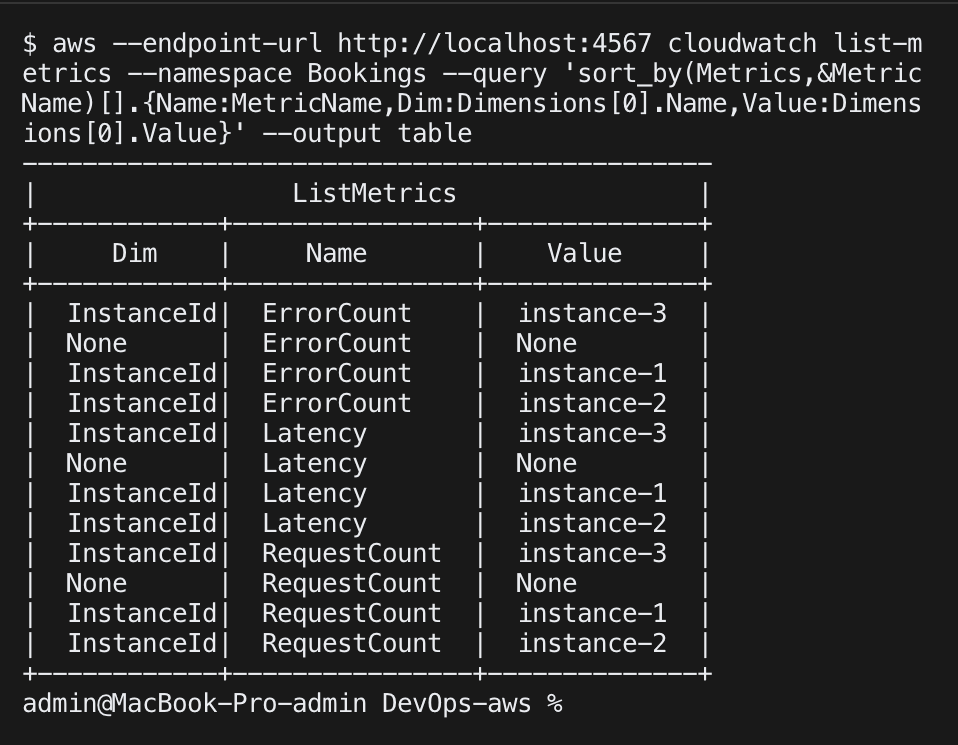 $ aws --endpoint-url http://localhost:4567 cloudwatch list-m
etrics --namespace Bookings --query 'sort_by(Metrics,&Metric
Name)[].{Name:MetricName,Dim:Dimensions[0].Name,Value:Dimens
ions[0].Value}' --output table
----------------------------------------------
|                 ListMetrics                |
+------------+----------------+--------------+
|     Dim    |     Name       |    Value     |
+------------+----------------+--------------+
|  InstanceId|  ErrorCount    |  instance-3  |
|  None      |  ErrorCount    |  None        |
|  InstanceId|  ErrorCount    |  instance-1  |
|  InstanceId|  ErrorCount    |  instance-2  |
|  InstanceId|  Latency       |  instance-3  |
|  None      |  Latency       |  None        |
|  InstanceId|  Latency       |  instance-1  |
|  InstanceId|  Latency       |  instance-2  |
|  InstanceId|  RequestCount  |  instance-3  |
|  None      |  RequestCount  |  None        |
|  InstanceId|  RequestCount  |  instance-1  |
|  InstanceId|  RequestCount  |  instance-2  |
+------------+----------------+--------------+
admin@MacBook-Pro-admin DevOps-aws %